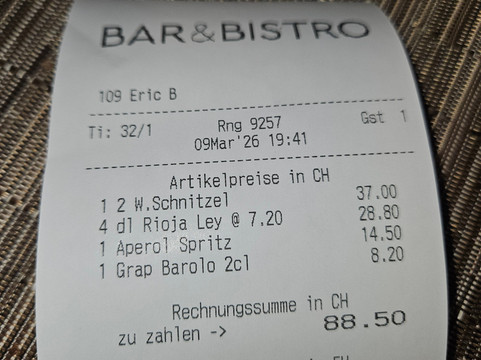 BAR&BISTRO
109 Eric B
Ti: 32/1 Rng 9257 Gst 1
09Mar'26 19:41
Artikelpreise in CH
1 2 W.Schnitzel 37.00
4 dl Rioja Ley @ 7.20 28.80
1 Aperol Spritz 14.50
1 Grap Barolo 2cl 8.20
Rechnungssumme in CH
zu zahlen -> 88.50